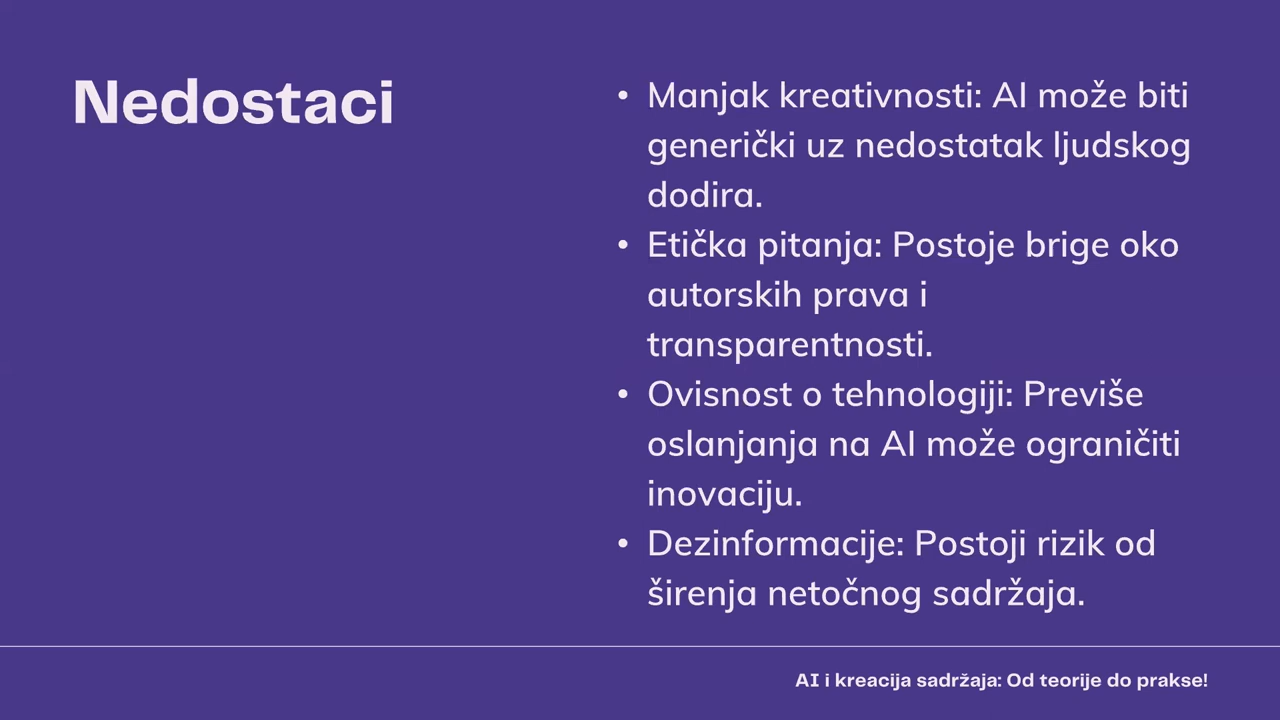 Nedostaci
• Manjak kreativnosti: AI može biti
generički uz nedostatak ljudskog
dodira.
• Etička pitanja: Postoje brige oko
autorskih prava i
transparentnosti.
• Ovisnost o tehnologiji: Previše
oslanjanja na AI može ograničiti
inovaciju.
• Dezinformacije: Postoji rizik od
širenja netočnog sadržaja.
AI i kreacija sadržaja: Od teorije do prakse!